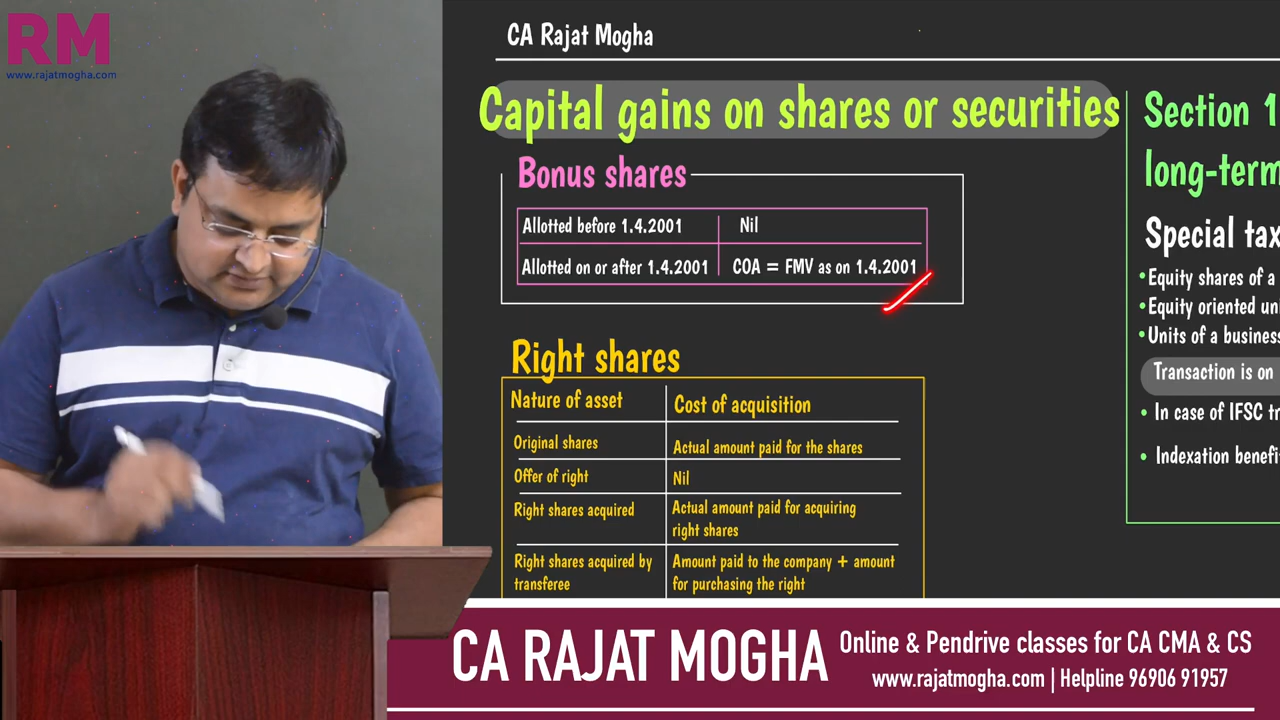 RM
www.rajatmogha.com
CA Rajat Mogha
Capital gains on shares or securities
Bonus shares
Allotted before 1.4.2001 Nil
Allotted on or after 1.4.2001 COA = FMV as on 1.4.2001
Right shares
Nature of asset Cost of acquisition
Original shares Actual amount paid for the shares
Offer of right Nil
Right shares acquired Actual amount paid for acquiring
right shares
Right shares acquired by Amount paid to the company + amount
transferee for purchasing the right
Section 1
long-term
Special tax
• Equity shares of a
• Equity oriented un
• Units of a business
Transaction is on
• In case of IFSC tr
• Indexation benefi
CA RAJAT MOGHA
Online & Pendrive classes for CA CMA & CS
www.rajatmogha.com | Helpline 96906 91957